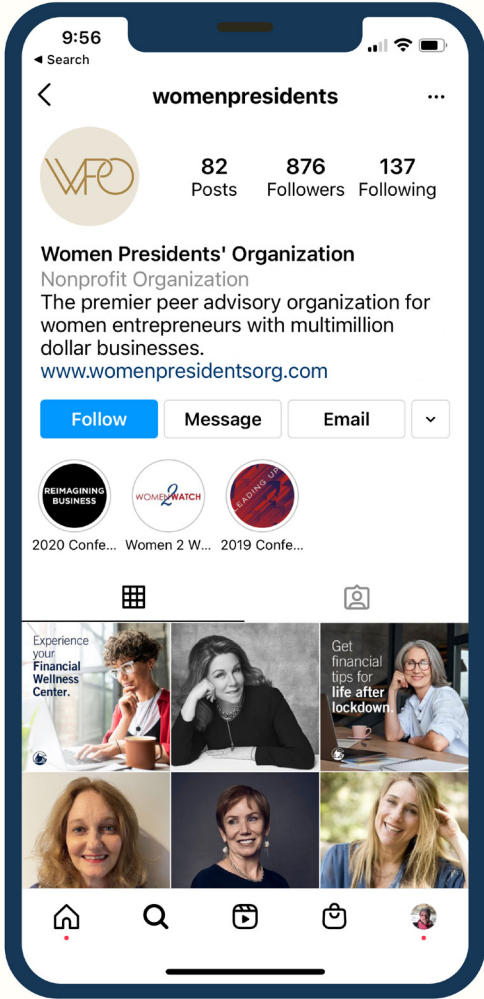 9:56
Search
womenpresidents
WPO
82
876
137
Posts
Followers
Following
Women Presidents' Organization
Nonprofit Organization
The premier peer advisory organization for
women entrepreneurs with multimillion
dollar businesses.
www.womenpresidentsorg.com
Follow
Message
Email
REIMAGINING
BUSINESS
WOMEN2WATCH
LEADING UP
2020 Confe...
Women 2 W...
2019 Confe...
Experience
your
Financial
Wellness
Center.
Get
financial
tips for
life after
lockdown.